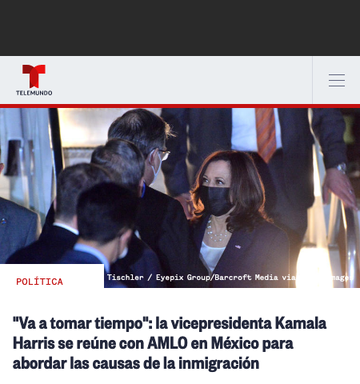 TELEMUNDO
Tischler / Eyepix Group/Barcroft Media via
POLÍTICA
"Va a tomar tiempo": la vicepresidenta Kamala
Harris se reúne con AMLO en México para
abordar las causas de la inmigración